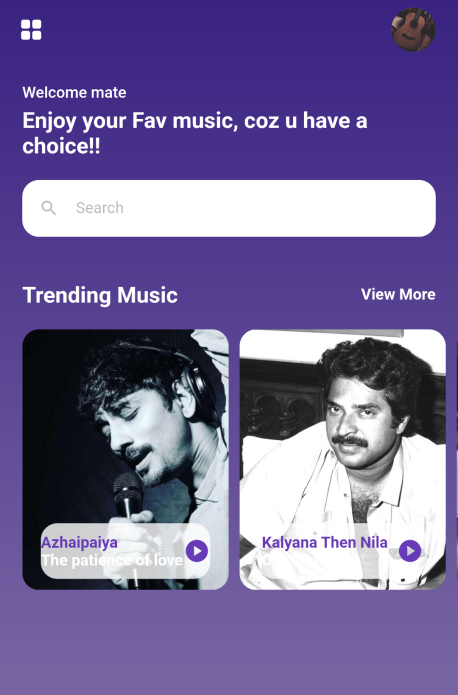 Welcome mate
Enjoy your Fav music, coz u have a
choice!!
Search
Trending Music
View More
Azhaipaiya
The patience of love
Kalyana Then Nila